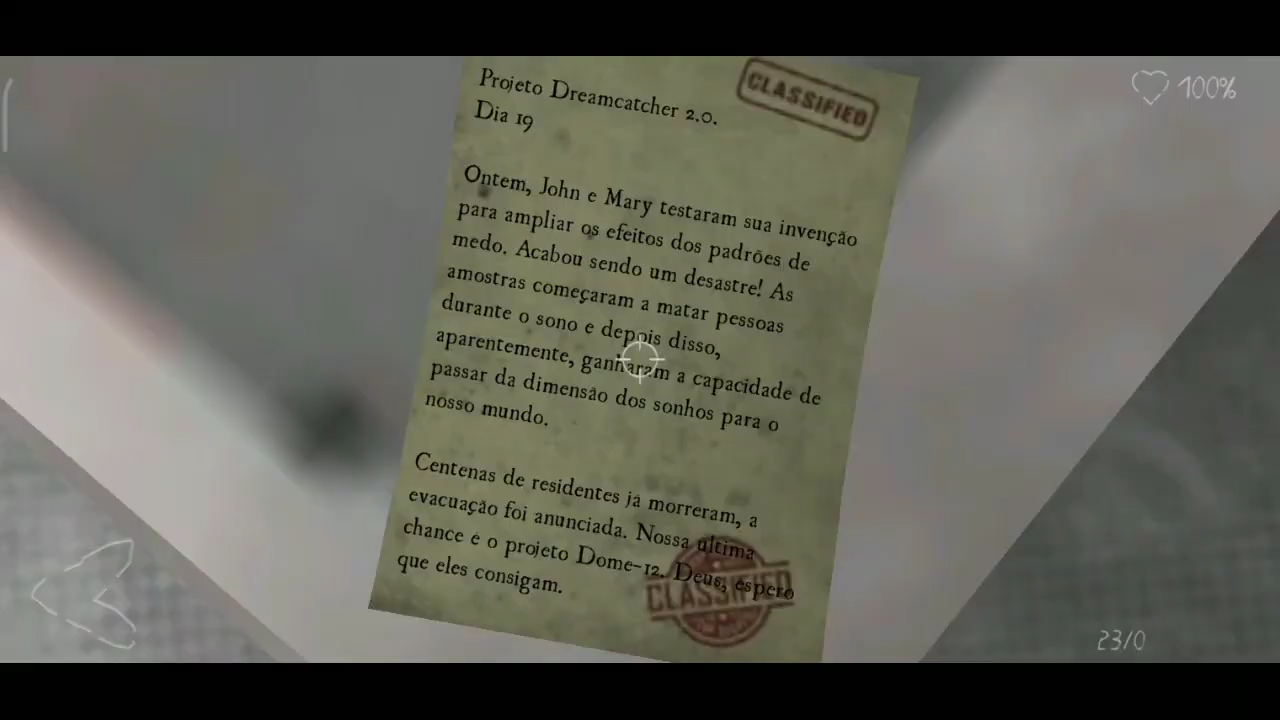 Projeto Dreamcatcher 2.0.
CLASSIFIED
Dia 19
100%
Ontem, John e Mary testaram sua invenção
para ampliar os efeitos dos padrões de
medo. Acabou sendo um desastre! As
amostras começaram a matar pessoas
durante o sono e depois disso,
aparentemente, ganharam a capacidade de
passar da dimensão dos sonhos para o
nosso mundo.
Centenas de residentes já morreram, a
evacuação foi anunciada. Nossa última
chance é o projeto Dome-12. Deus, espero
que eles consigam.
CLASSIFIED
23/0